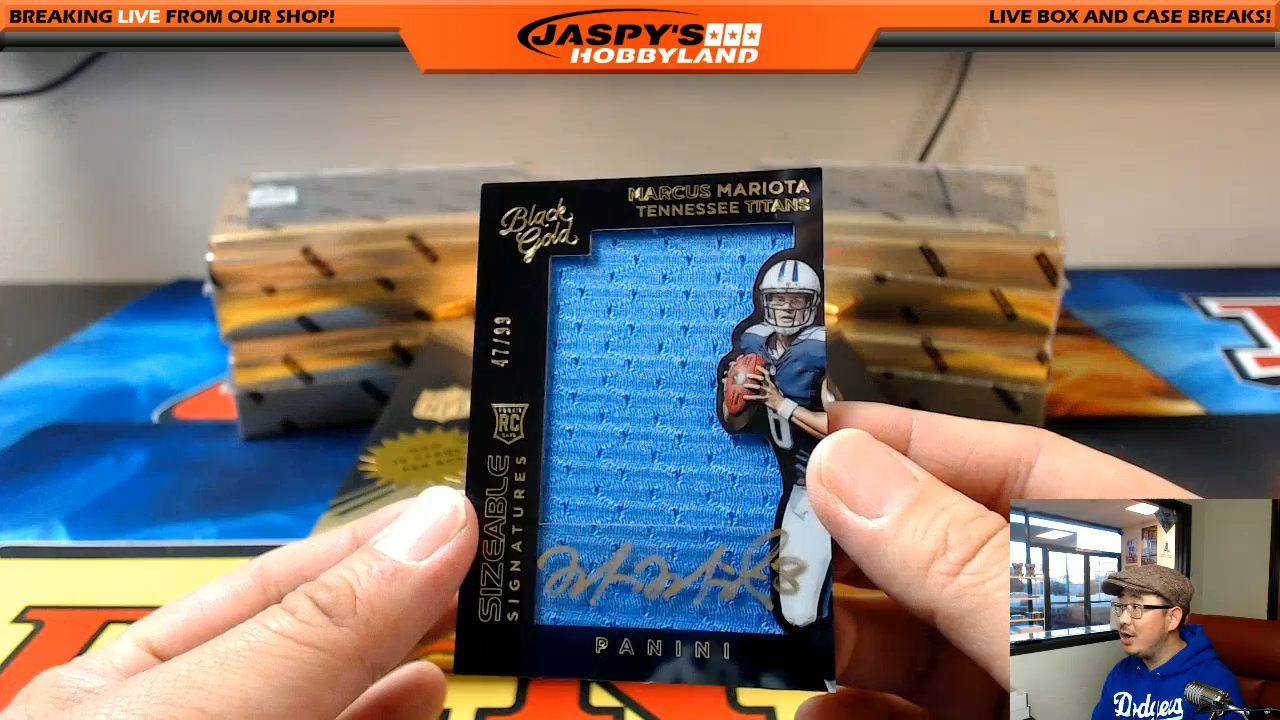 BREAKING LIVE FROM OUR SHOP!
JASPY'S
HOBBYLAND
LIVE BOX AND CASE BREAKS!
MARCUS MARIOTA
TENNESSEE TITANS
Black
Gold
47/99
RC
SIZEABLE
SIGNATURES
8
PANINI
Dodgers